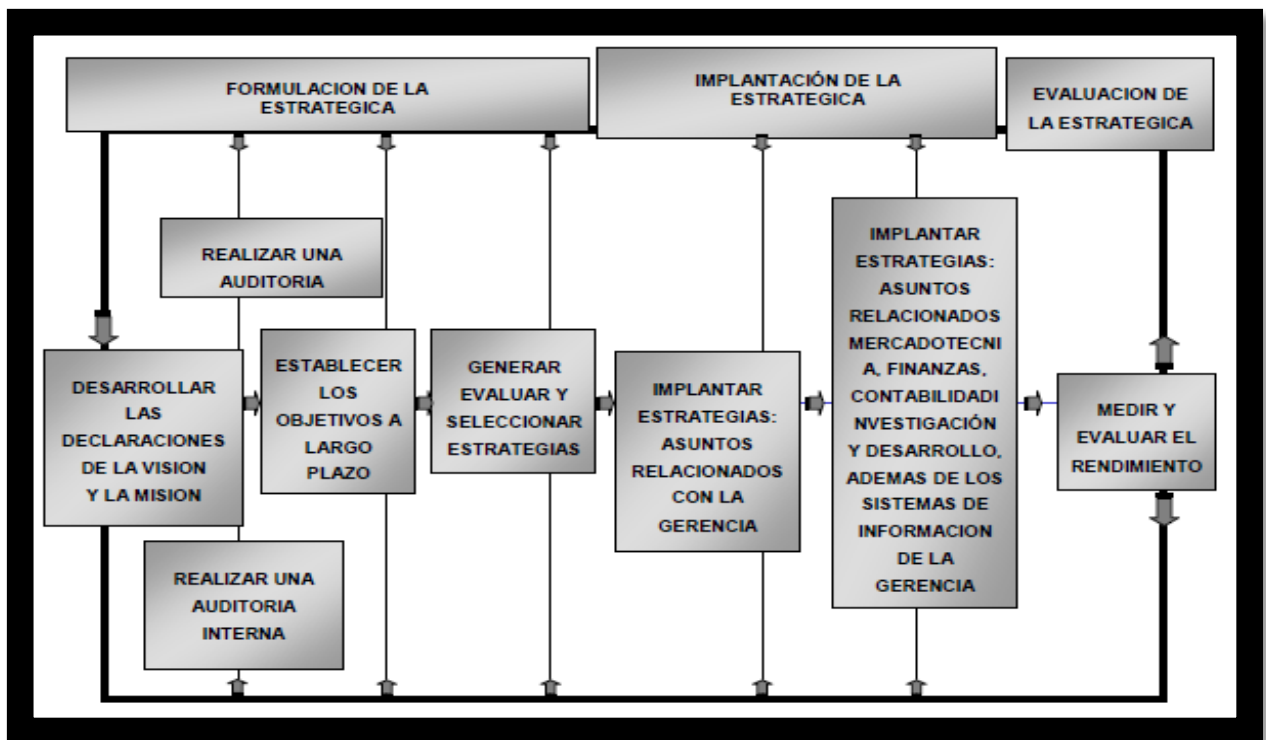 FORMULACION DE LA
ESTRATEGICA
IMPLANTACIÓN DE LA
ESTRATEGICA
EVALUACION DE
LA ESTRATEGICA
REALIZAR UNA
AUDITORIA
DESARROLLAR
LAS
DECLARACIONES
DE LA VISION
Y LA MISION
ESTABLECER
LOS
OBJETIVOS A
LARGO
PLAZO
GENERAR
EVALUAR Y
SELECCIONAR
ESTRATEGIAS
IMPLANTAR
ESTRATEGIAS:
ASUNTOS
RELACIONADOS
CON LA
GERENCIA
IMPLANTAR
ESTRATEGIAS:
ASUNTOS
RELACIONADOS
MERCADOTECNI
A, FINANZAS,
CONTABILIDADI
NVESTIGACIÓN
Y DESARROLLO,
ADEMAS DE LOS
SISTEMAS DE
INFORMACION
DE LA
GERENCIA
MEDIR Y
EVALUAR EL
RENDIMIENTO
REALIZAR UNA
AUDITORIA
INTERNA